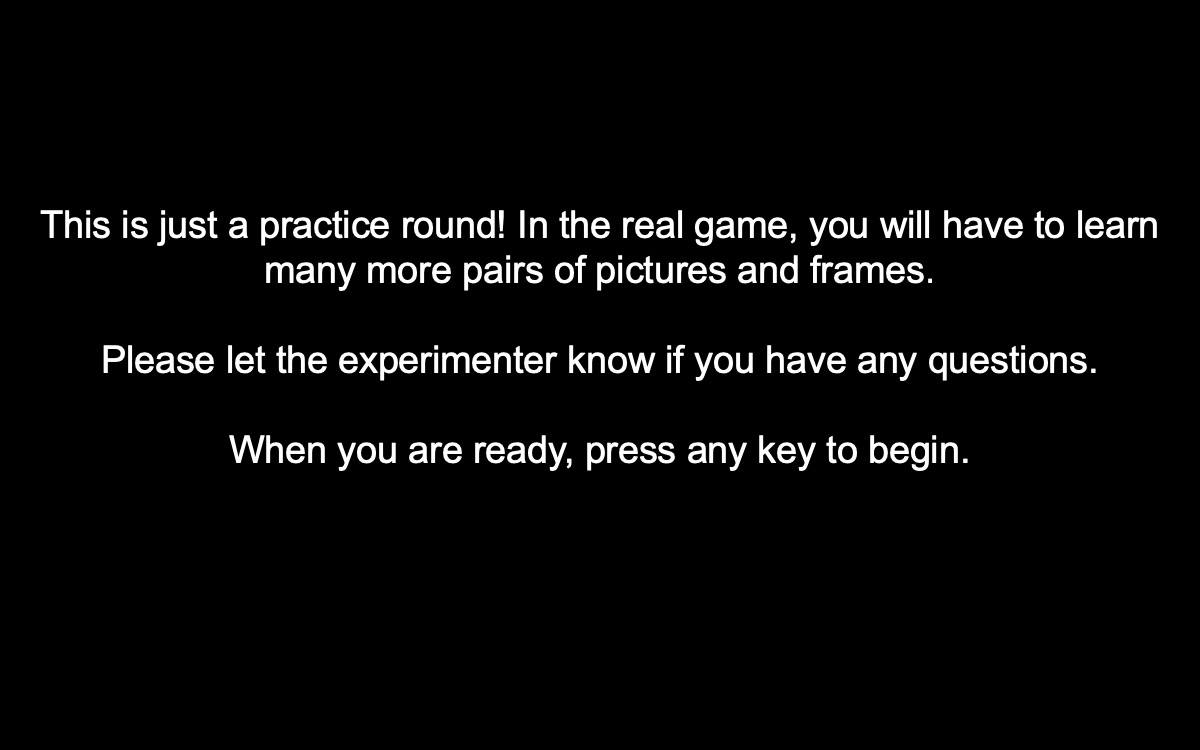 This is just a practice round! In the real game, you will have to learn
many more pairs of pictures and frames.
Please let the experimenter know if you have any questions.
When you are ready, press any key to begin.